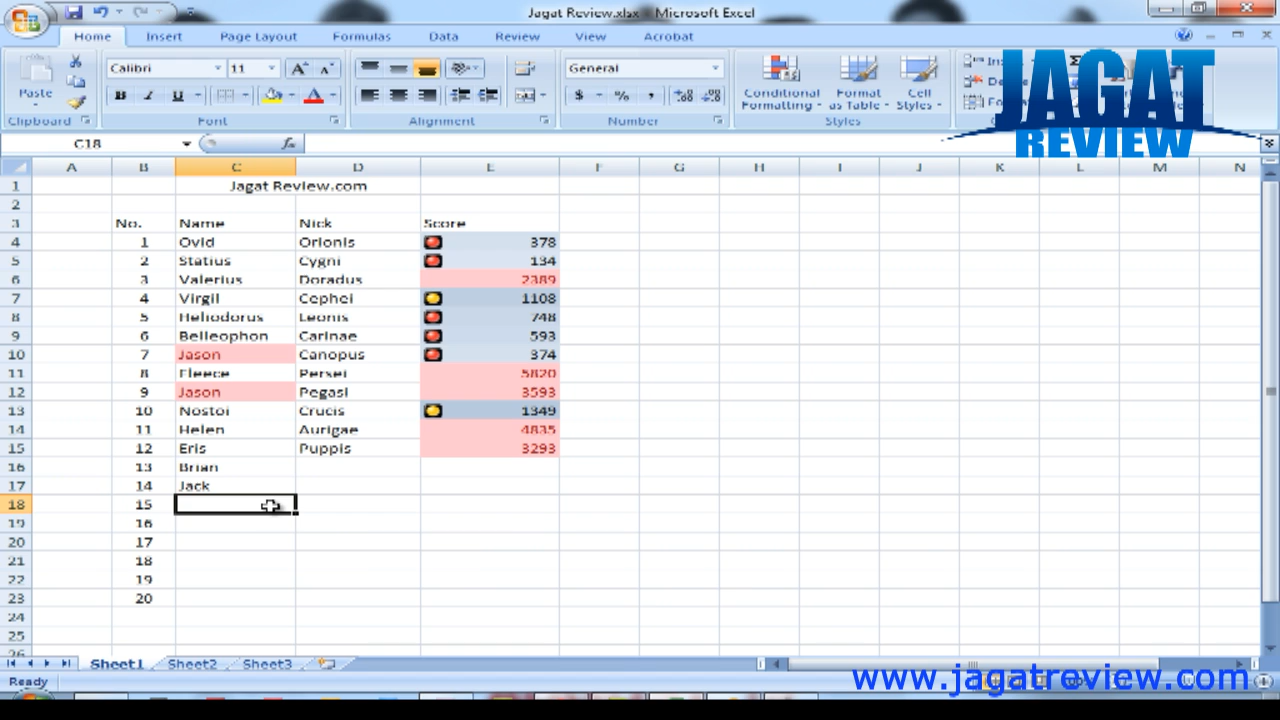 Jagat Review.xlsx - Microsoft Excel
Home Insert Page Layout Formulas Data Review View Acrobat
Paste Calibri 11 A A General Conditional Formatting Format as Table Cell Styles
B I U $ % ,
Clipboard Font Alignment Number Styles
JAGAT REVIEW
C18 fx
A B C D E F G H I J K L M N
1 Jagat Review.com
2
3 No. Name Nick Score
4 1 Ovid Orionis 378
5 2 Statius Cygni 134
6 3 Valerius Doradus 2389
7 4 Virgil Cephei 1108
8 5 Heliodorus Leonis 748
9 6 Belleophon Carinae 593
10 7 Jason Canopus 374
11 8 Fleece Persei 5820
12 9 Jason Pegasi 3593
13 10 Nostoi Crucis 1349
14 11 Helen Aurigae 4835
15 12 Eris Puppis 3293
16 13 Brian
17 14 Jack
18 15
19 16
20 17
21 18
22 19
23 20
24
25
26
Sheet1 Sheet2 Sheet3
Ready
www.jagatreview.com